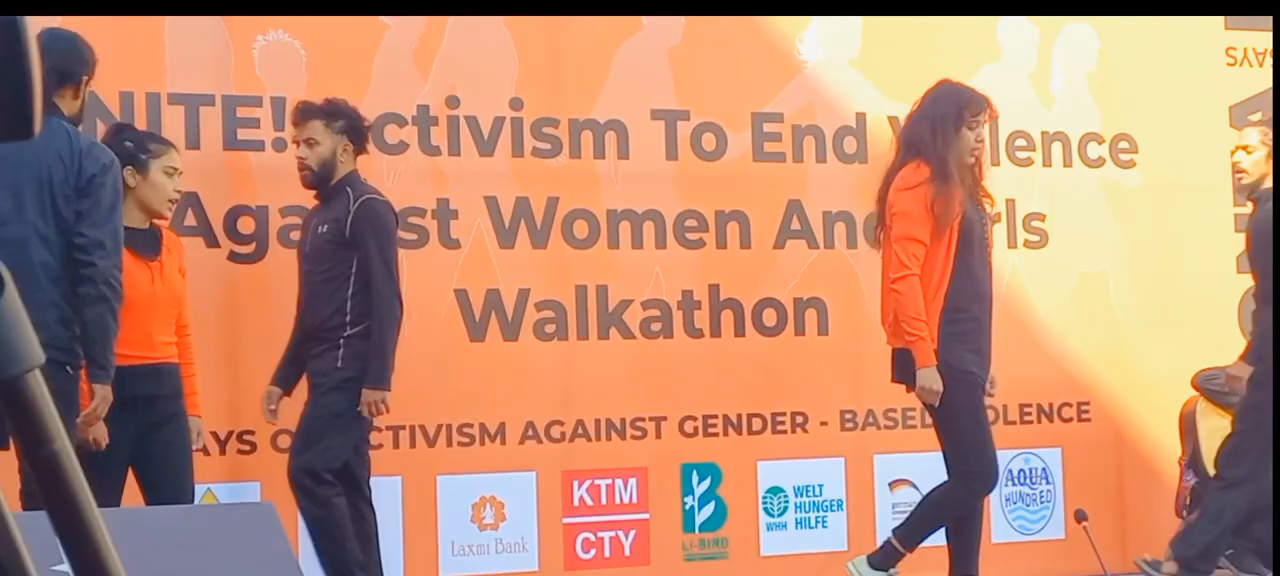 NITE! ctivism To End lence
Aga st Women And rls
Walkathon
AYS O CTIVISM AGAINST GENDER - BASED OLENCE
Laxmi Bank
KTM
CTY
LI-BIRD
WHH
WELT
HUNGER
HILFE
german
AQUA
HUNDRED
SAYS